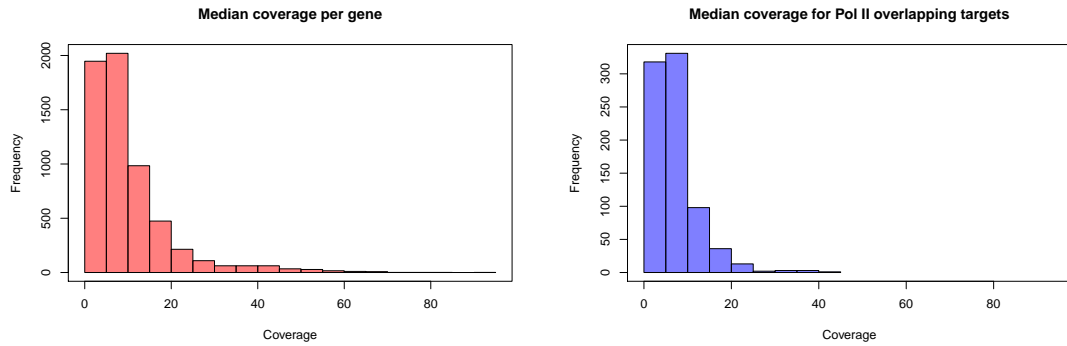 Median coverage per gene
Frequency
2000
1500
1000
500
0
0 20 40 60 80
Coverage
Median coverage for Pol II overlapping targets
Frequency
300
250
200
150
100
50
0
0 20 40 60 80
Coverage